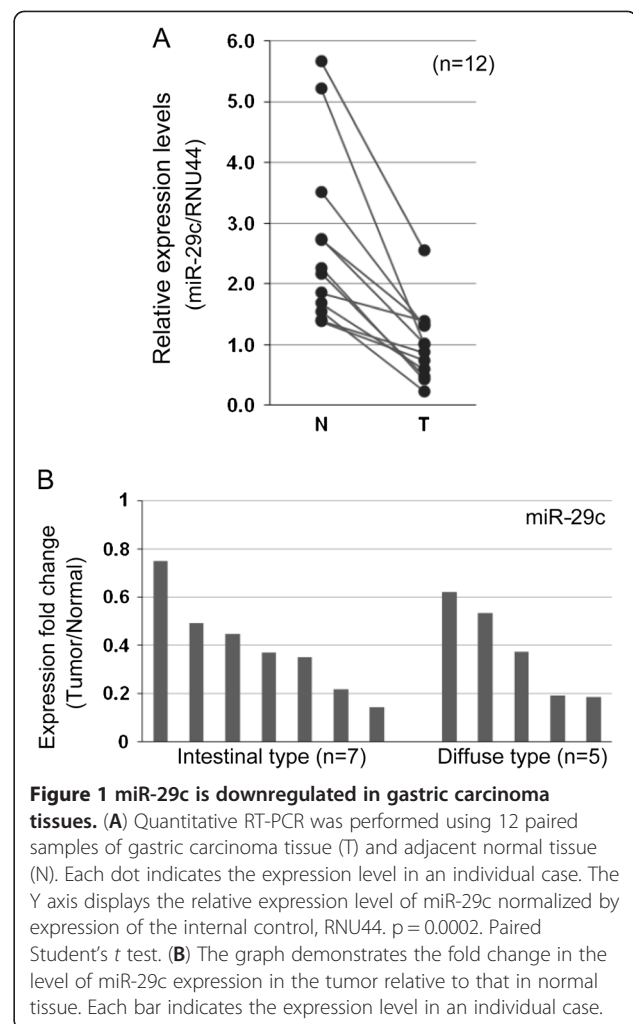 A
Relative expression levels
(miR-29c/RNU44)
6.0
5.0
4.0
3.0
2.0
1.0
0.0
(n=12)
N T
B
Expression fold change
(Tumor/Normal)
1
0.8
0.6
0.4
0.2
0
miR-29c
Intestinal type (n=7) Diffuse type (n=5)
Figure 1 miR-29c is downregulated in gastric carcinoma
tissues. (A) Quantitative RT-PCR was performed using 12 paired
samples of gastric carcinoma tissue (T) and adjacent normal tissue
(N). Each dot indicates the expression level in an individual case. The
Y axis displays the relative expression level of miR-29c normalized by
expression of the internal control, RNU44. p = 0.0002. Paired
Student's t test. (B) The graph demonstrates the fold change in the
level of miR-29c expression in the tumor relative to that in normal
tissue. Each bar indicates the expression level in an individual case.